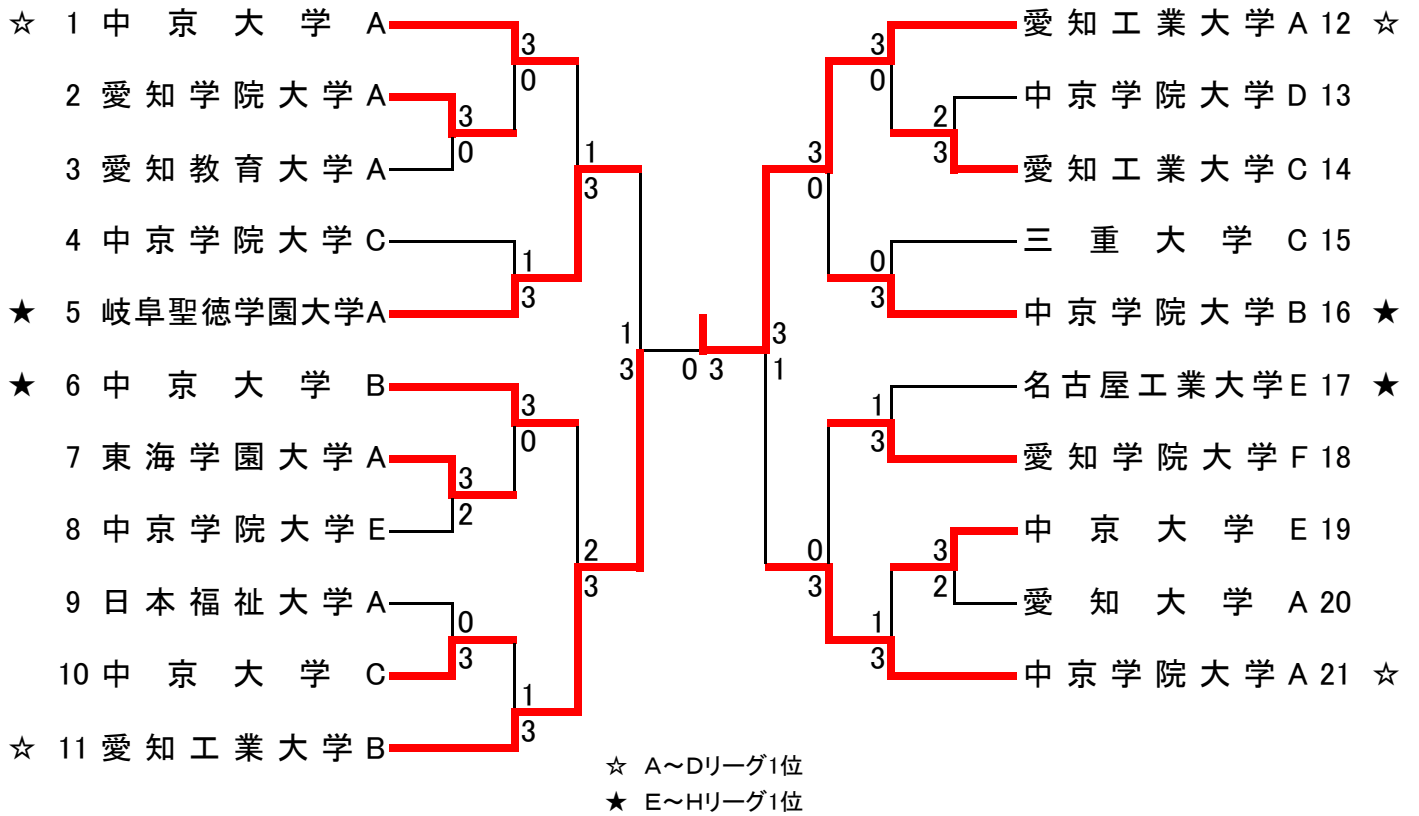 ☆ 1 中京大学 A
2 愛知学院大学 A
3 愛知教育大学 A
4 中京学院大学 C
★ 5 岐阜聖徳学園大学A
★ 6 中京大学 B
7 東海学園大学 A
8 中京学院大学 E
9 日本福祉大学 A
10 中京大学 C
☆ 11 愛知工業大学 B
3
0
3
0
1
3
1
3
1
3
3
0
3
2
2
3
0
3
1
3
0 3
3
1
3
0
3
0
2
3
0
3
1
3
0
3
3
2
1
3
愛知工業大学 A 12 ☆
中京学院大学 D 13
愛知工業大学 C 14
三重大学 C 15
中京学院大学 B 16 ★
名古屋工業大学 E 17 ★
愛知学院大学 F 18
中京大学 E 19
愛知大学 A 20
中京学院大学 A 21 ☆
☆ A～Dリーグ1位
★ E～Hリーグ1位